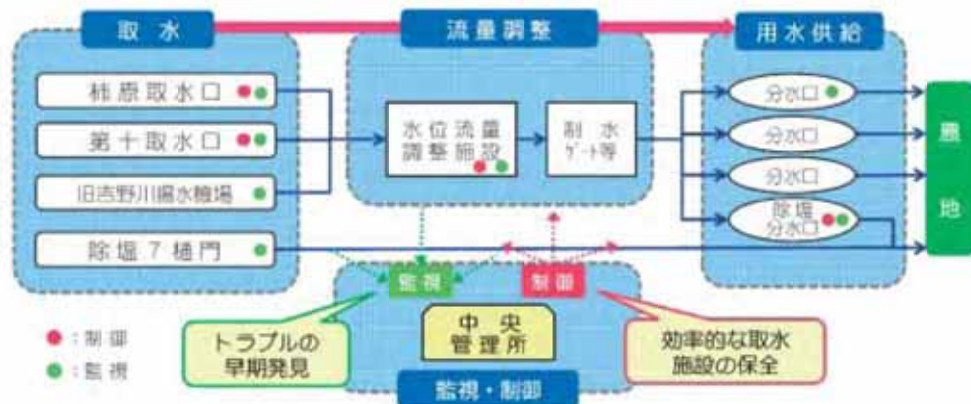 取水
流量調整
用水供給
柿原取水口
第十取水口
旧吉野川揚水機場
除塩7樋門
水位流量
調整施設
制水
ゲート等
分水口
分水口
分水口
除塩
分水口
農
地
監視
制御
中央
管理所
監視・制御
トラブルの
早期発見
効率的な取水
施設の保全
:制御
:監視